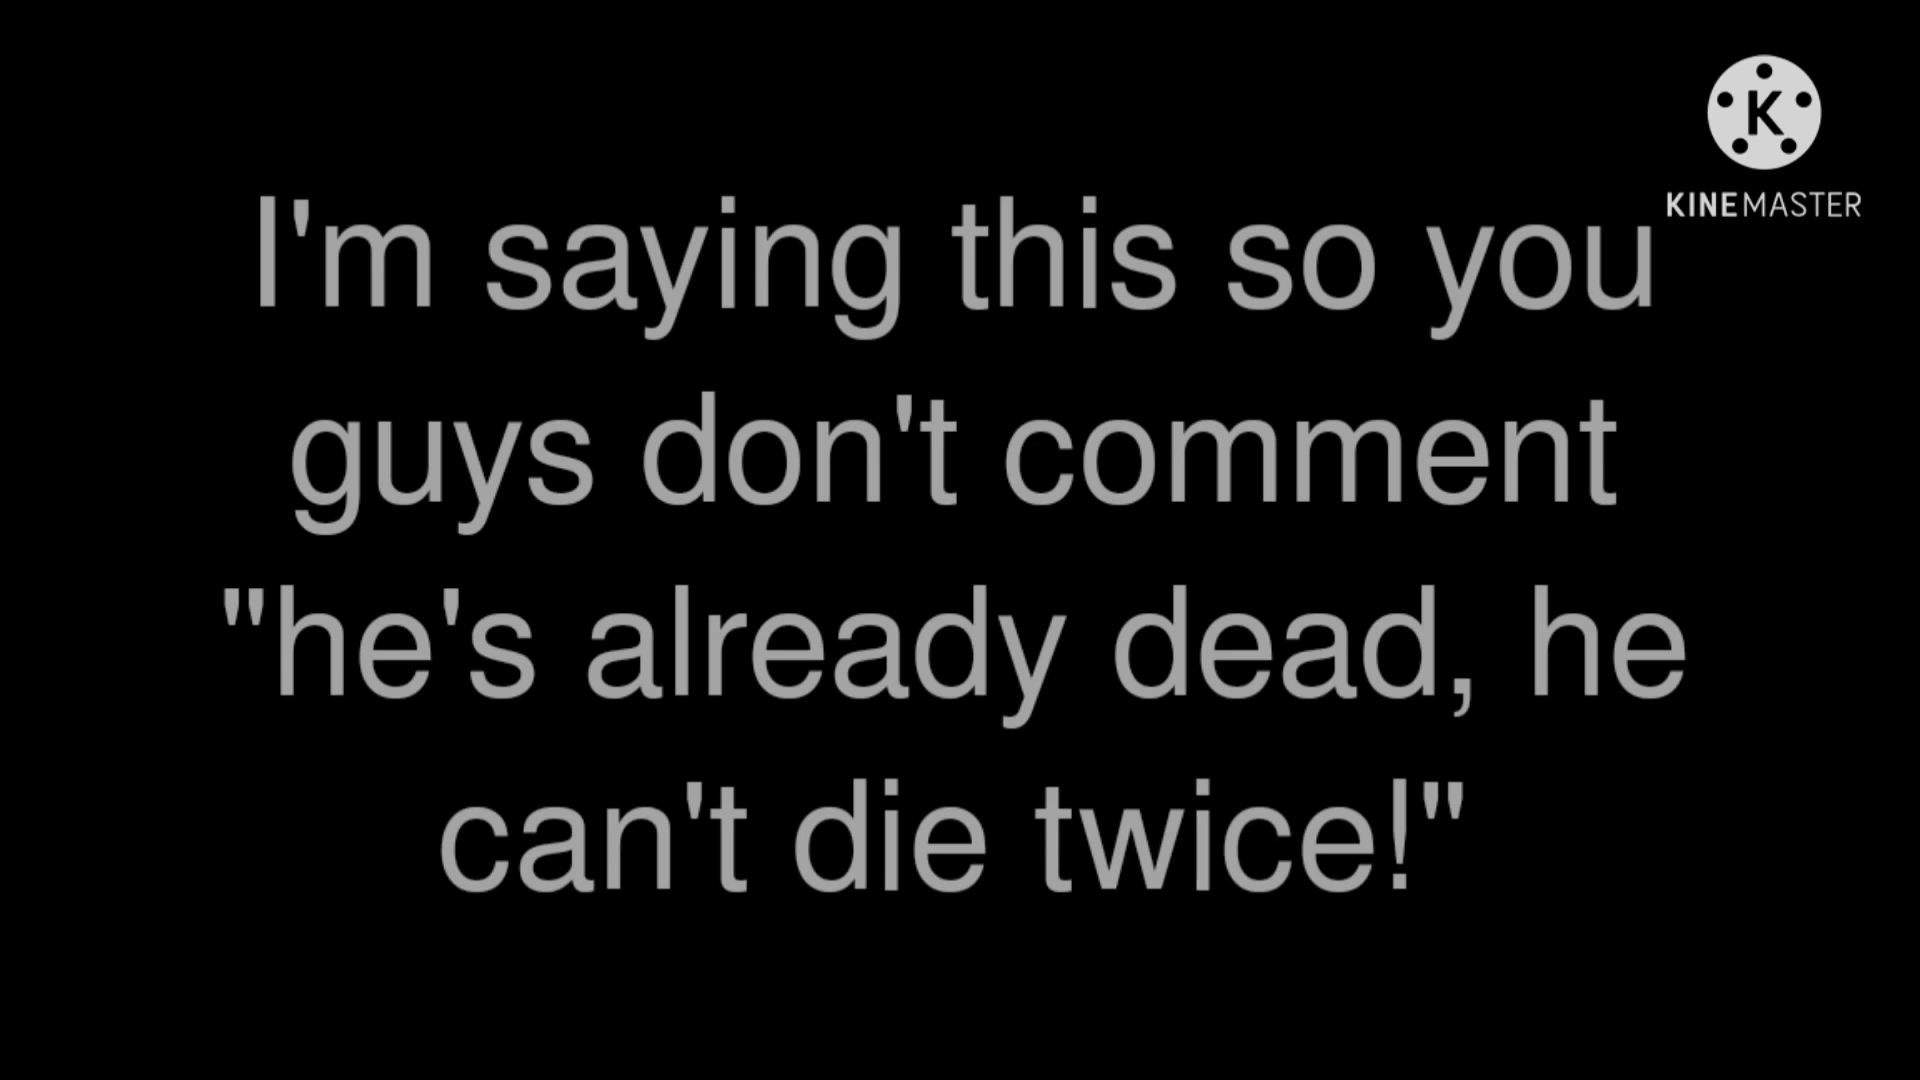 K
KINEMASTER
I'm saying this so you
guys don't comment
"he's already dead, he
can't die twice!"